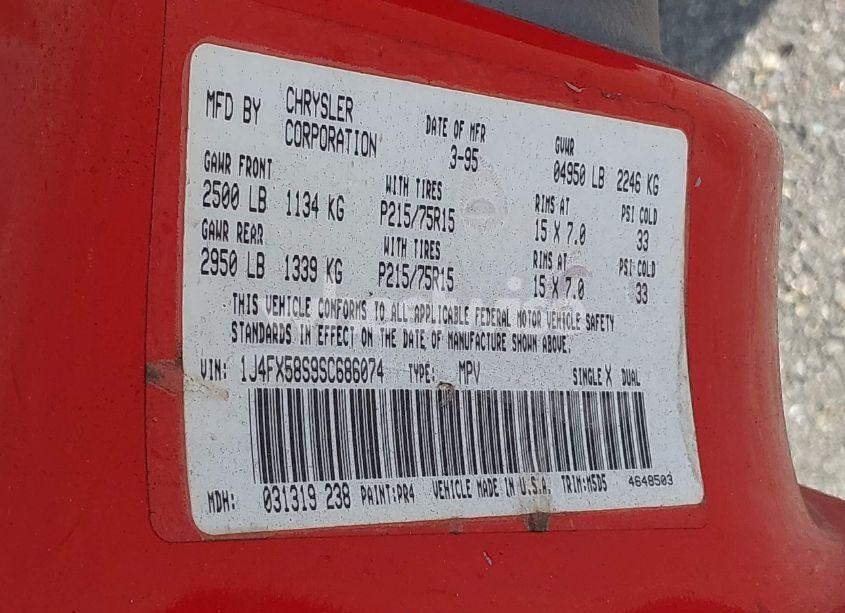 MFD BY CHRYSLER CORPORATION DATE OF MFR 3-95 GVWR 04950 LB 2246 KG
GAWR FRONT WITH TIRES RIMS AT PSI COLD
2500 LB 1134 KG P215/75R15 15 X 7.0 33
GAWR REAR WITH TIRES RIMS AT PSI COLD
2950 LB 1339 KG P215/75R15 15 X 7.0 33
THIS VEHICLE CONFORMS TO ALL APPLICABLE FEDERAL MOTOR VEHICLE SAFETY
STANDARDS IN EFFECT ON THE DATE OF MANUFACTURE SHOWN ABOVE.
VIN: 1J4FX58S9SC686074 TYPE: MPV SINGLE X DUAL
MDH: 031319 238 PAINT:PR4 VEHICLE MADE IN U.S.A. TRIM:M5D5 4648503